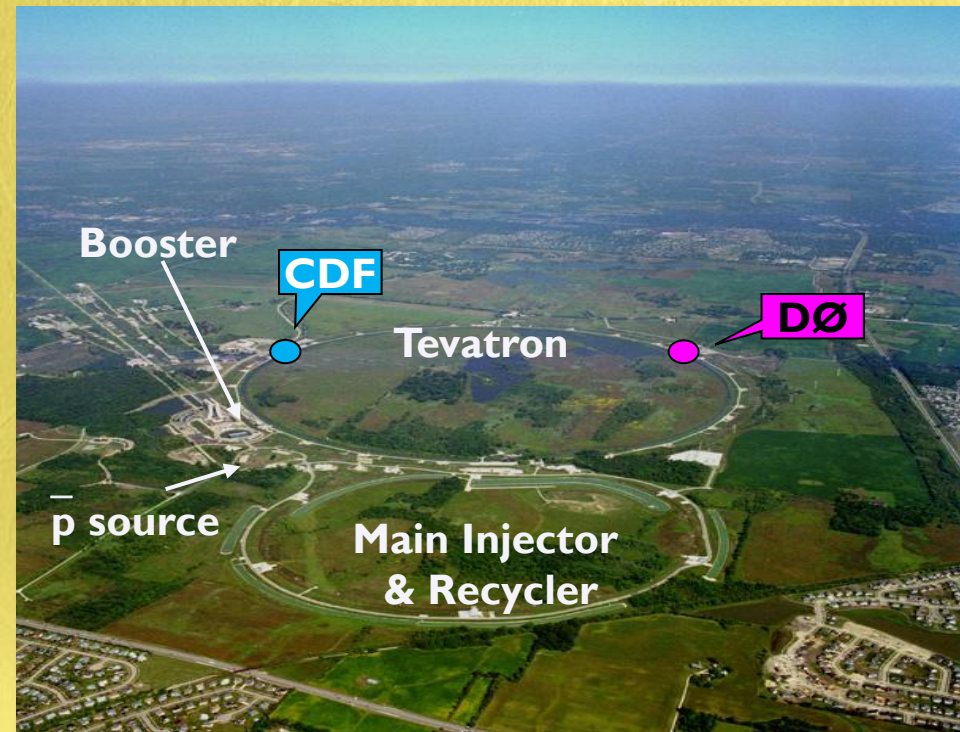 Booster
CDF
DØ
Tevatron
p̅ source
Main Injector
& Recycler